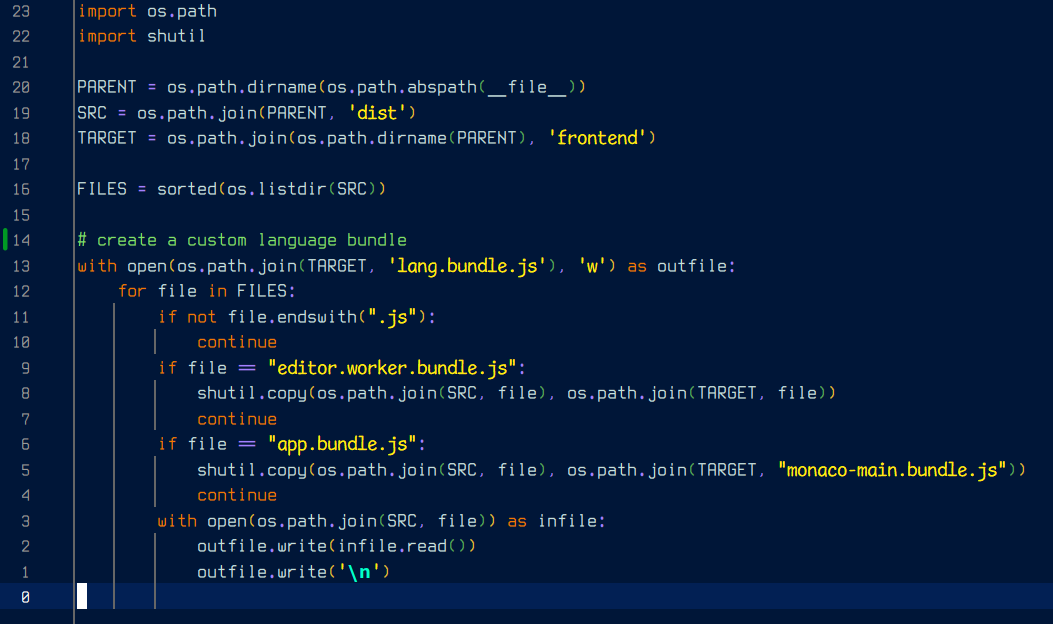 23 import os.path
22 import shutil
21
20 PARENT = os.path.dirname(os.path.abspath(__file__))
19 SRC = os.path.join(PARENT, 'dist')
18 TARGET = os.path.join(os.path.dirname(PARENT), 'frontend')
17
16 FILES = sorted(os.listdir(SRC))
15
14 # create a custom language bundle
13 with open(os.path.join(TARGET, 'lang.bundle.js'), 'w') as outfile:
12     for file in FILES:
11         if not file.endswith(".js"):
10             continue
9         if file == "editor.worker.bundle.js":
8             shutil.copy(os.path.join(SRC, file), os.path.join(TARGET, file))
7             continue
6         if file == "app.bundle.js":
5             shutil.copy(os.path.join(SRC, file), os.path.join(TARGET, "monaco-main.bundle.js"))
4             continue
3         with open(os.path.join(SRC, file)) as infile:
2             outfile.write(infile.read())
1             outfile.write('\n')
0